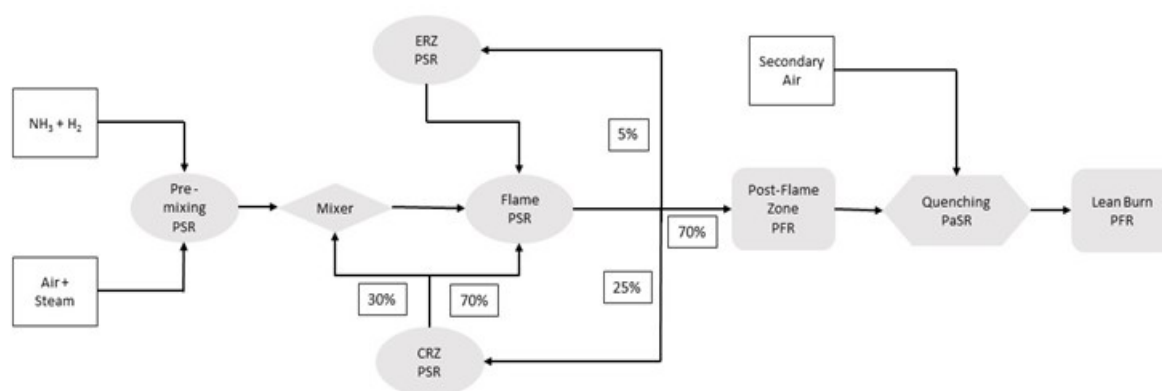 ERZ
PSR
Secondary
Air
NH₃ + H₂
5%
Pre -
mixing
PSR
Mixer
Flame
PSR
Post-Flame
Zone
PFR
Quenching
PaSR
Lean Burn
PFR
70%
Air +
Steam
30%
70%
25%
CRZ
PSR